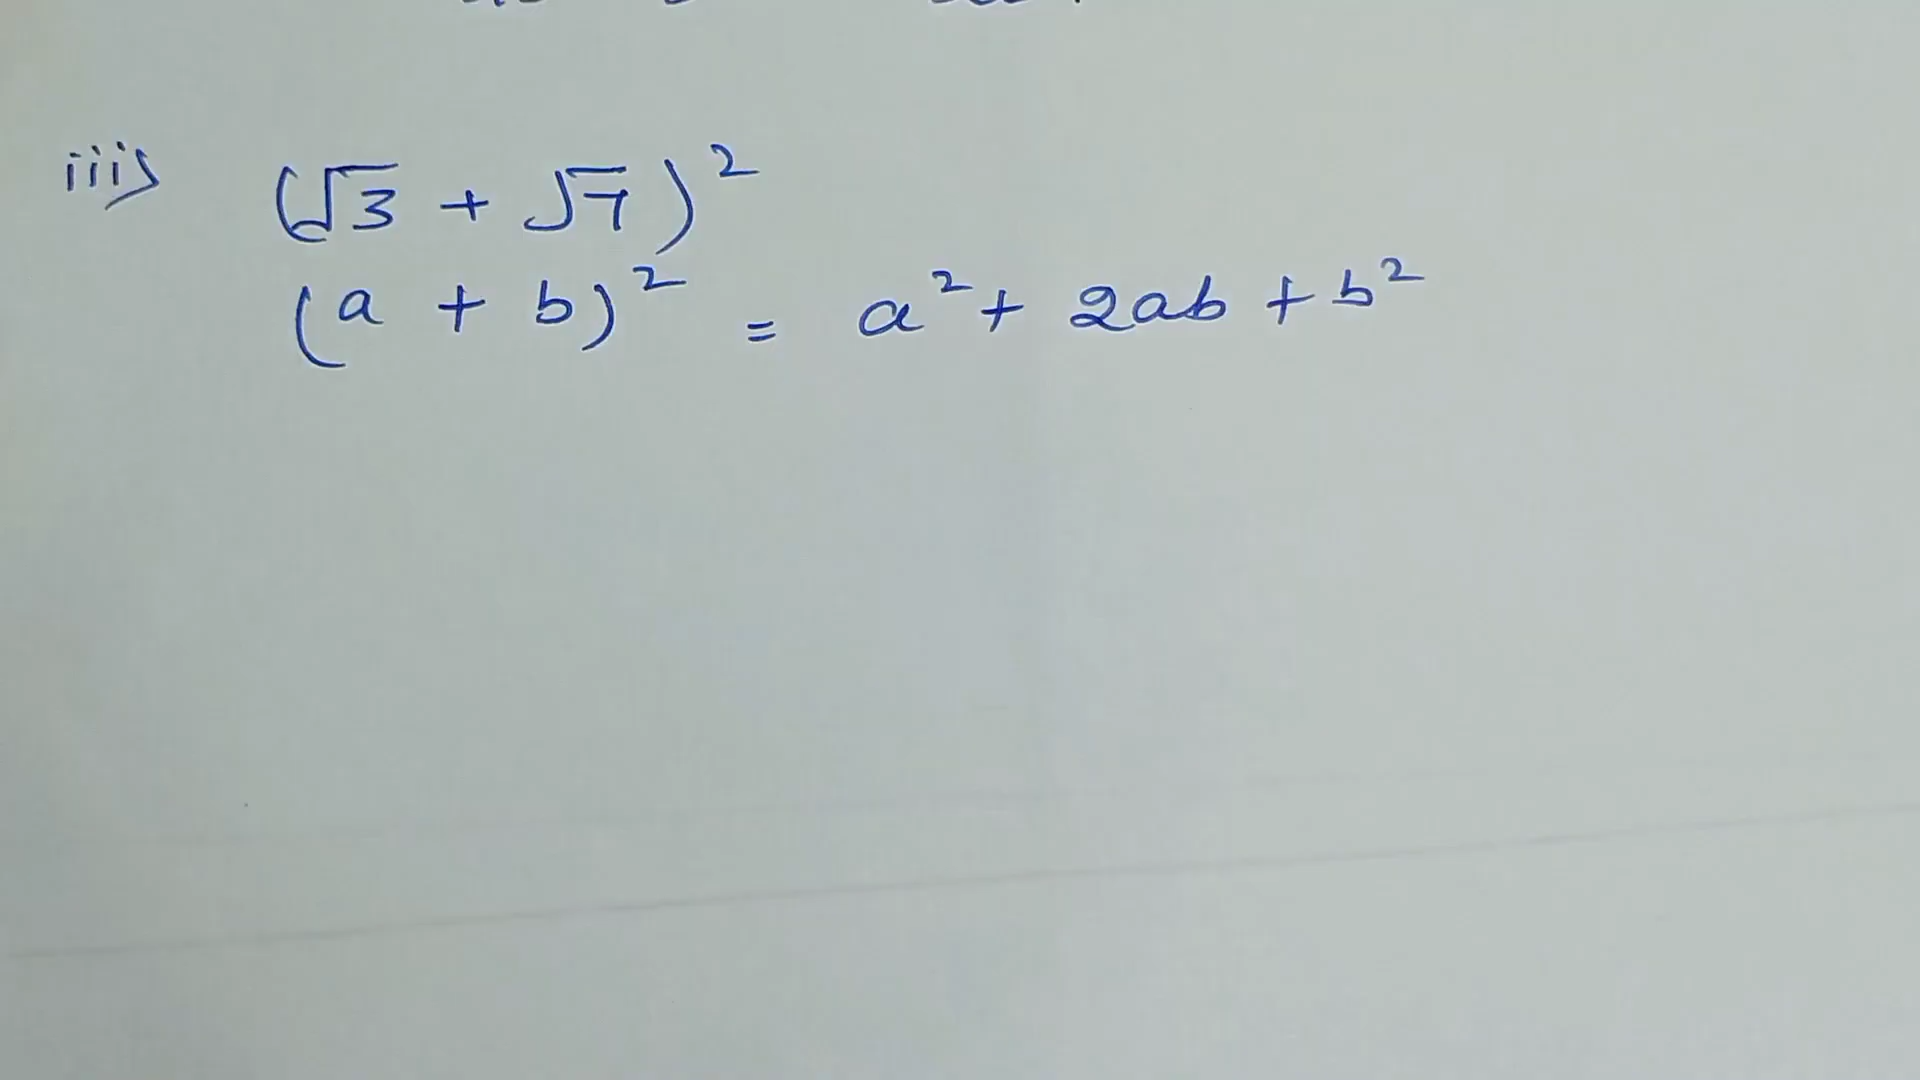 iii) (√3 + √7)²
(a + b)² = a² + 2ab + b²